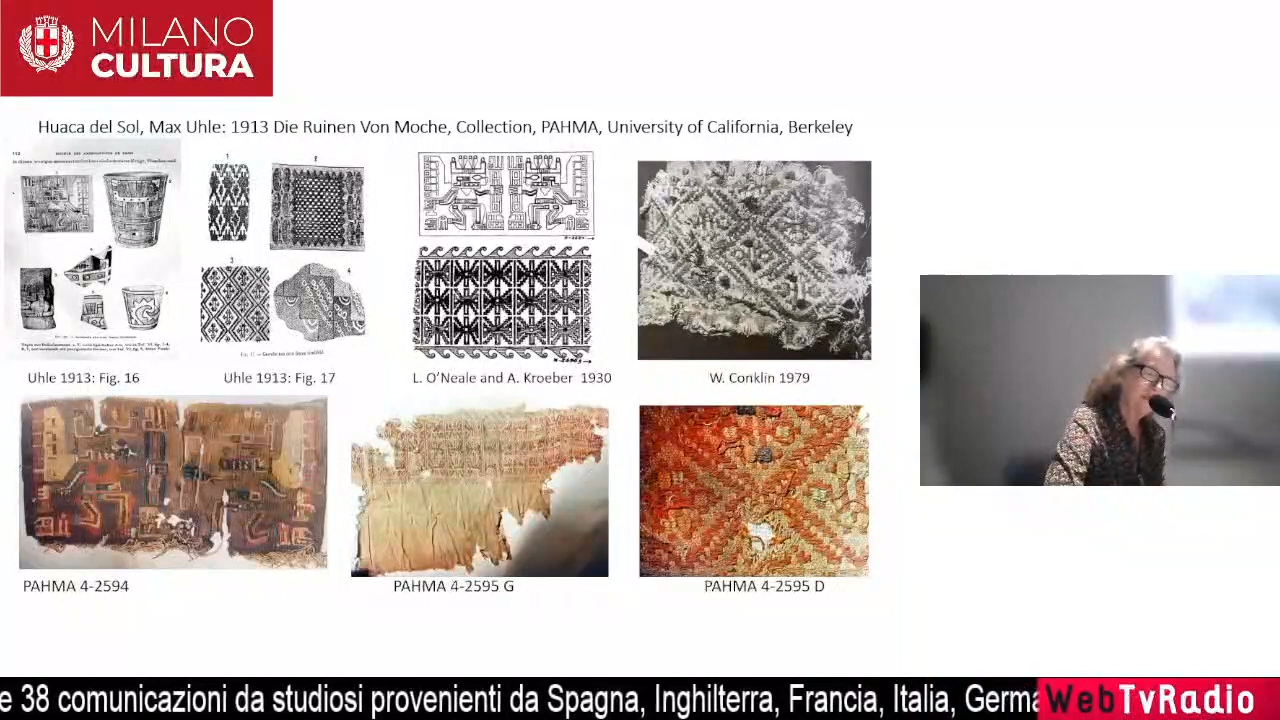 MILANO
CULTURA
Huaca del Sol, Max Uhle: 1913 Die Ruinen Von Moche, Collection, PAHMA, University of California, Berkeley
Uhle 1913: Fig. 16
Uhle 1913: Fig. 17
L. O’Neale and A. Kroeber 1930
W. Conklin 1979
PAHMA 4-2594
PAHMA 4-2595 G
PAHMA 4-2595 D
e 38 comunicazioni da studiosi provenienti da Spagna, Inghilterra, Francia, Italia, Germa
WebTvRadio